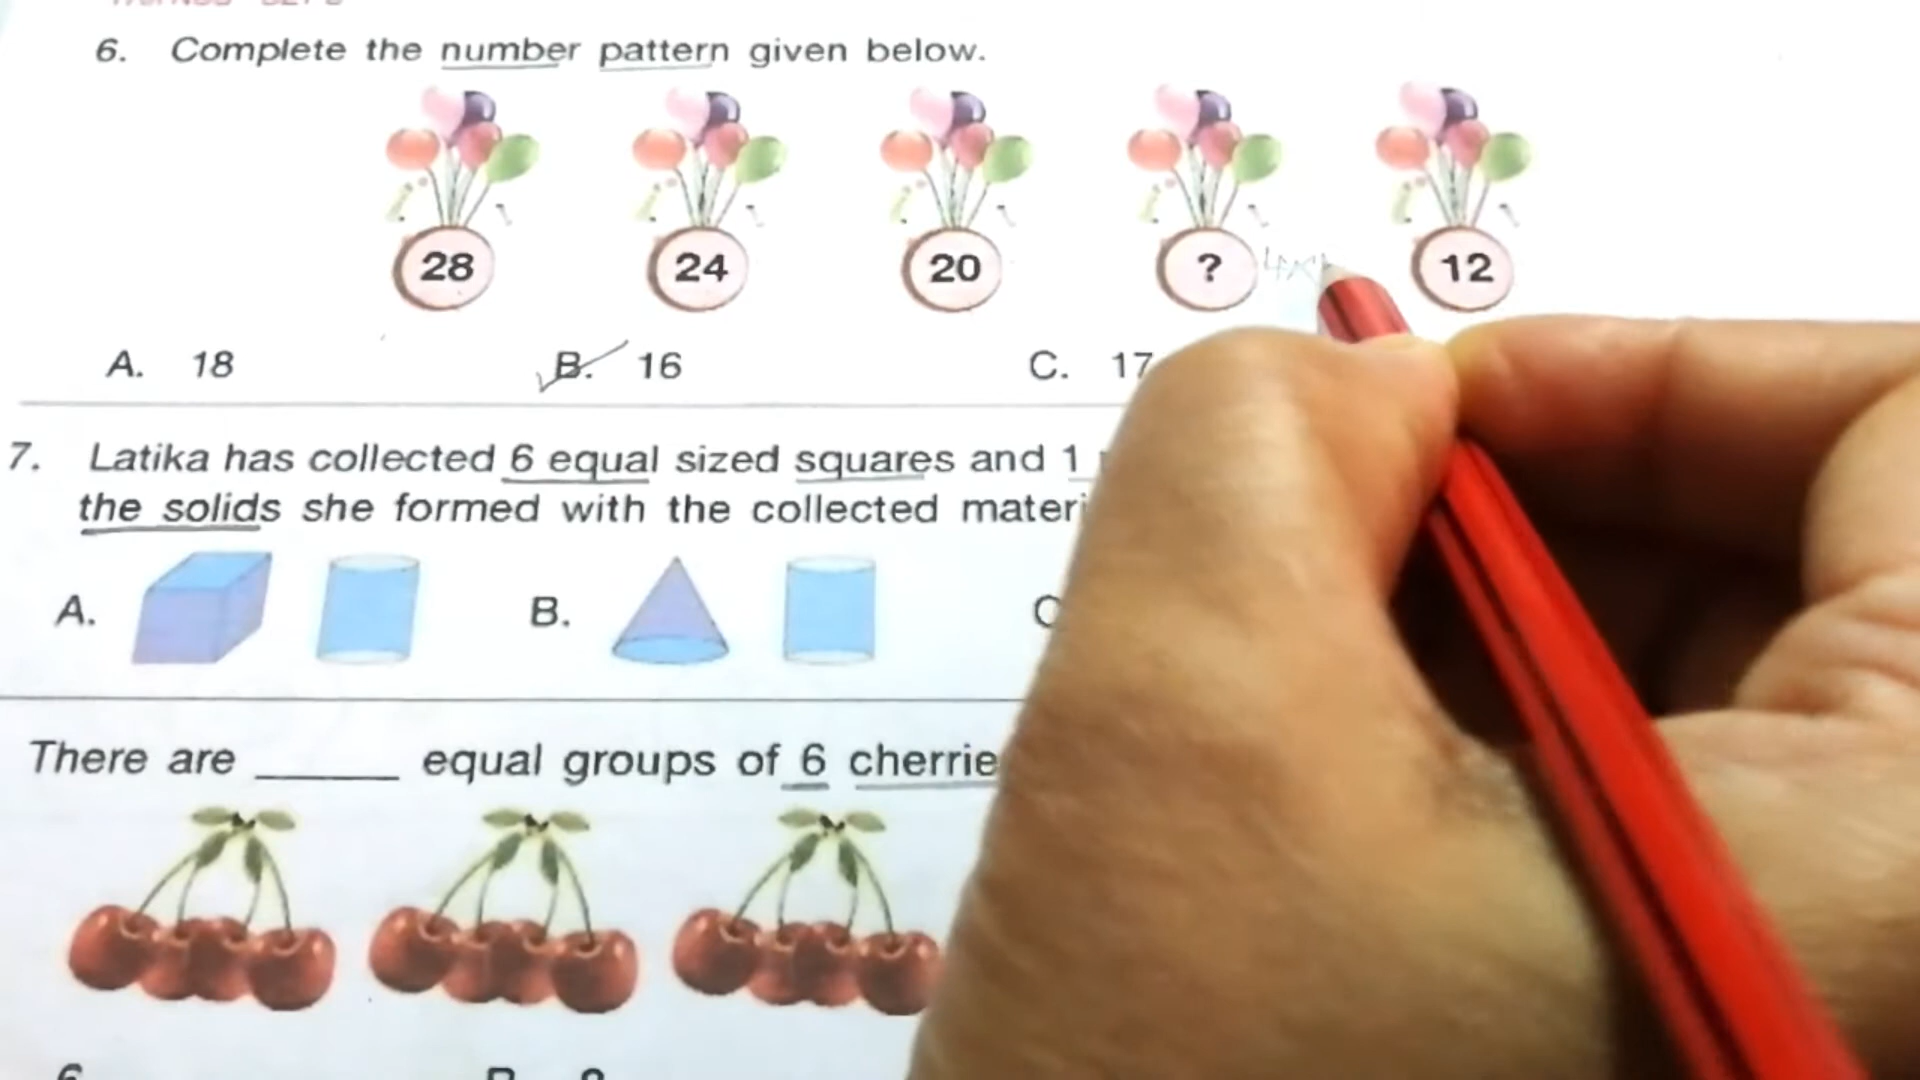 6. Complete the number pattern given below.
28 24 20 ? 12
A. 18 B. 16 C. 17
7. Latika has collected 6 equal sized squares and 1
the solids she formed with the collected materi
A. B. C
There are ______ equal groups of 6 cherrie